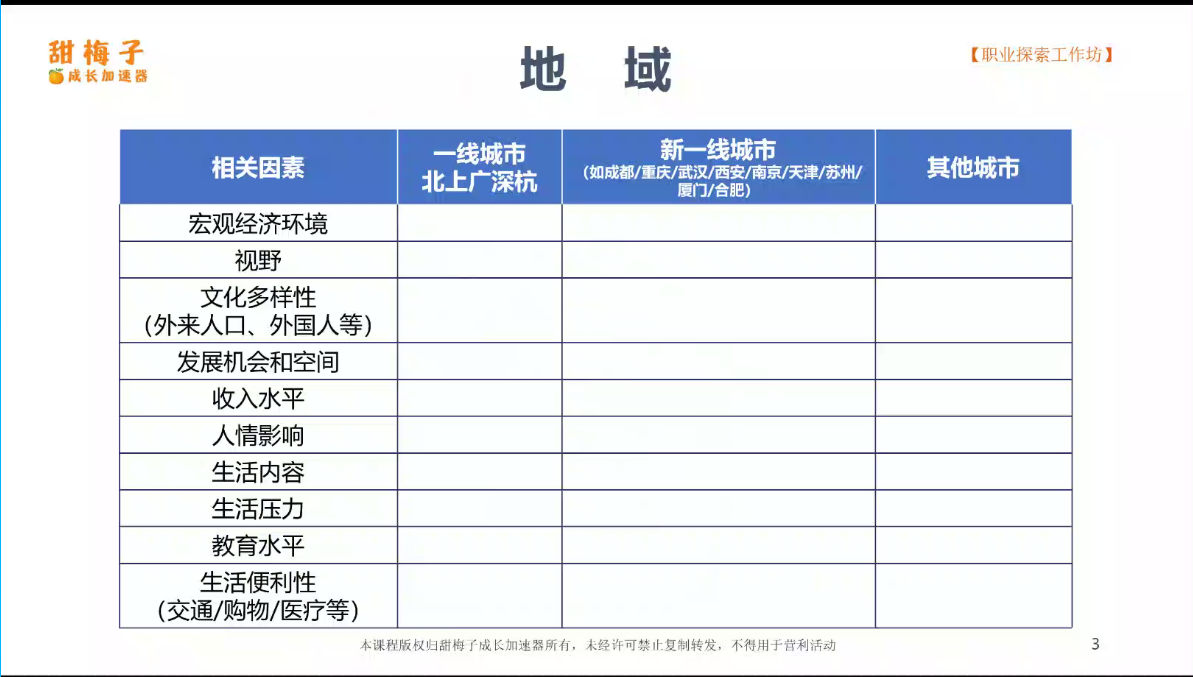 甜梅子
成长加速器
地 域
【职业探索工作坊】
相关因素
一线城市
北上广深杭
新一线城市
(如成都/重庆/武汉/西安/南京/天津/苏州/
厦门/合肥)
其他城市
宏观经济环境
视野
文化多样性
(外来人口、外国人等)
发展机会和空间
收入水平
人情影响
生活内容
生活压力
教育水平
生活便利性
(交通/购物/医疗等)
本课程版权归甜梅子成长加速器所有，未经许可禁止复制转发，不得用于营利活动
3